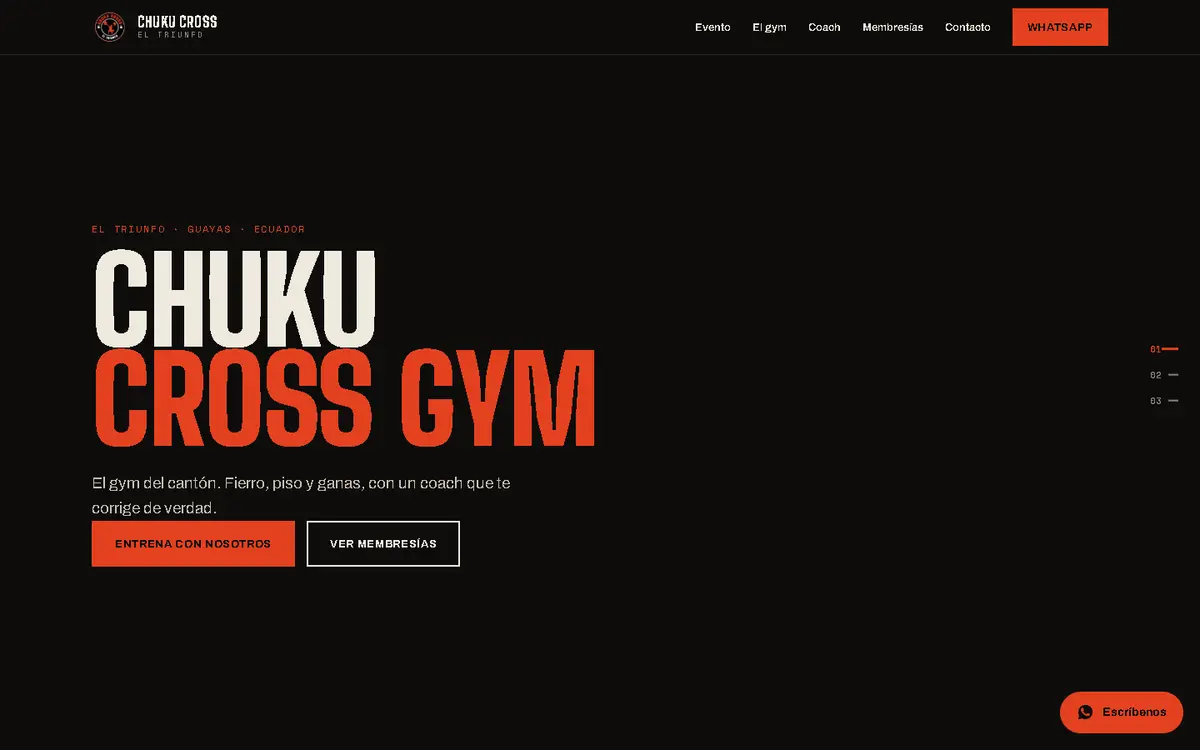 CHUKU CROSS
EL TRIUNFO
Evento
El gym
Coach
Membresías
Contacto
WHATSAPP
EL TRIUNFO · GUAYAS · ECUADOR
CHUKU
CROSS GYM
El gym del cantón. Fierro, piso y ganas, con un coach que te
corrige de verdad.
ENTRENA CON NOSOTROS
VER MEMBRESÍAS
01
02
03
Escríbenos